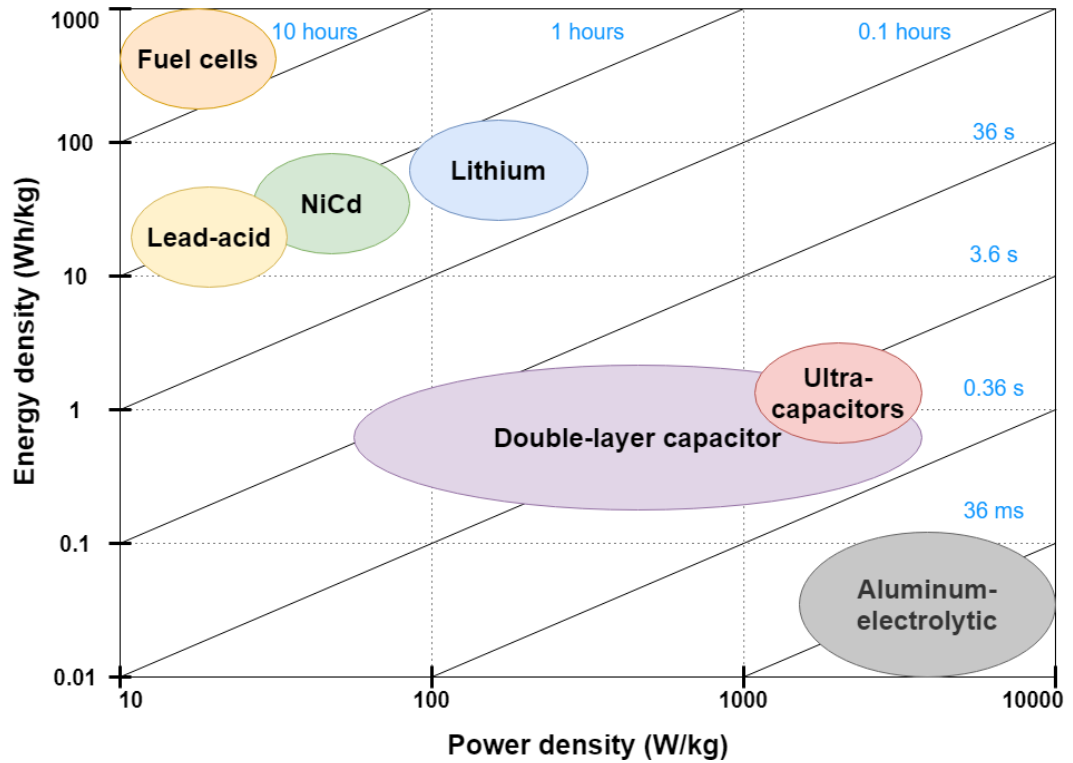 1000
10 hours
1 hours
0.1 hours
Fuel cells
100
36 s
Lithium
NiCd
Lead-acid
10
3.6 s
Energy density (Wh/kg)
Ultra-
capacitors
0.36 s
1
Double-layer capacitor
36 ms
0.1
Aluminum-
electrolytic
0.01
10
100
1000
10000
Power density (W/kg)